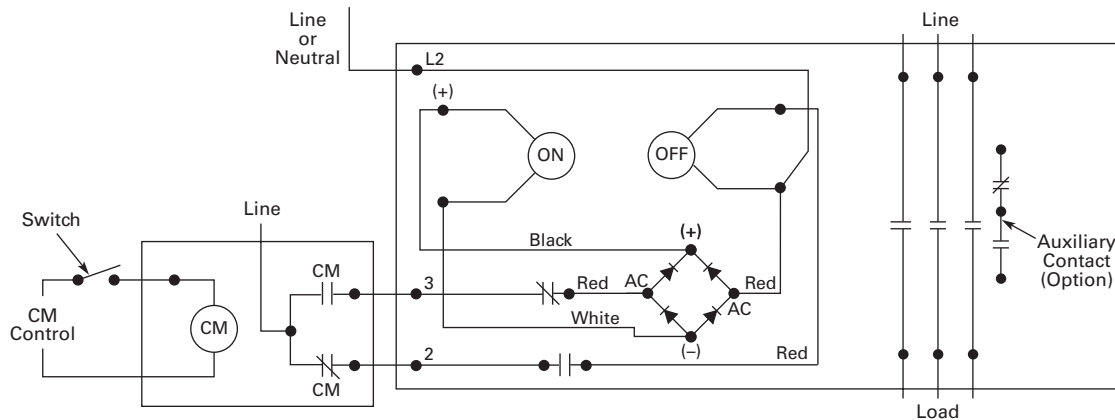 Line
or
Neutral
Line
L2
(+)
ON
OFF
Switch
Line
Black
(+)
Auxiliary
Contact
(Option)
CM
3
Red
AC
Red
AC
CM
Control
CM
White
(–)
2
Red
CM
Load